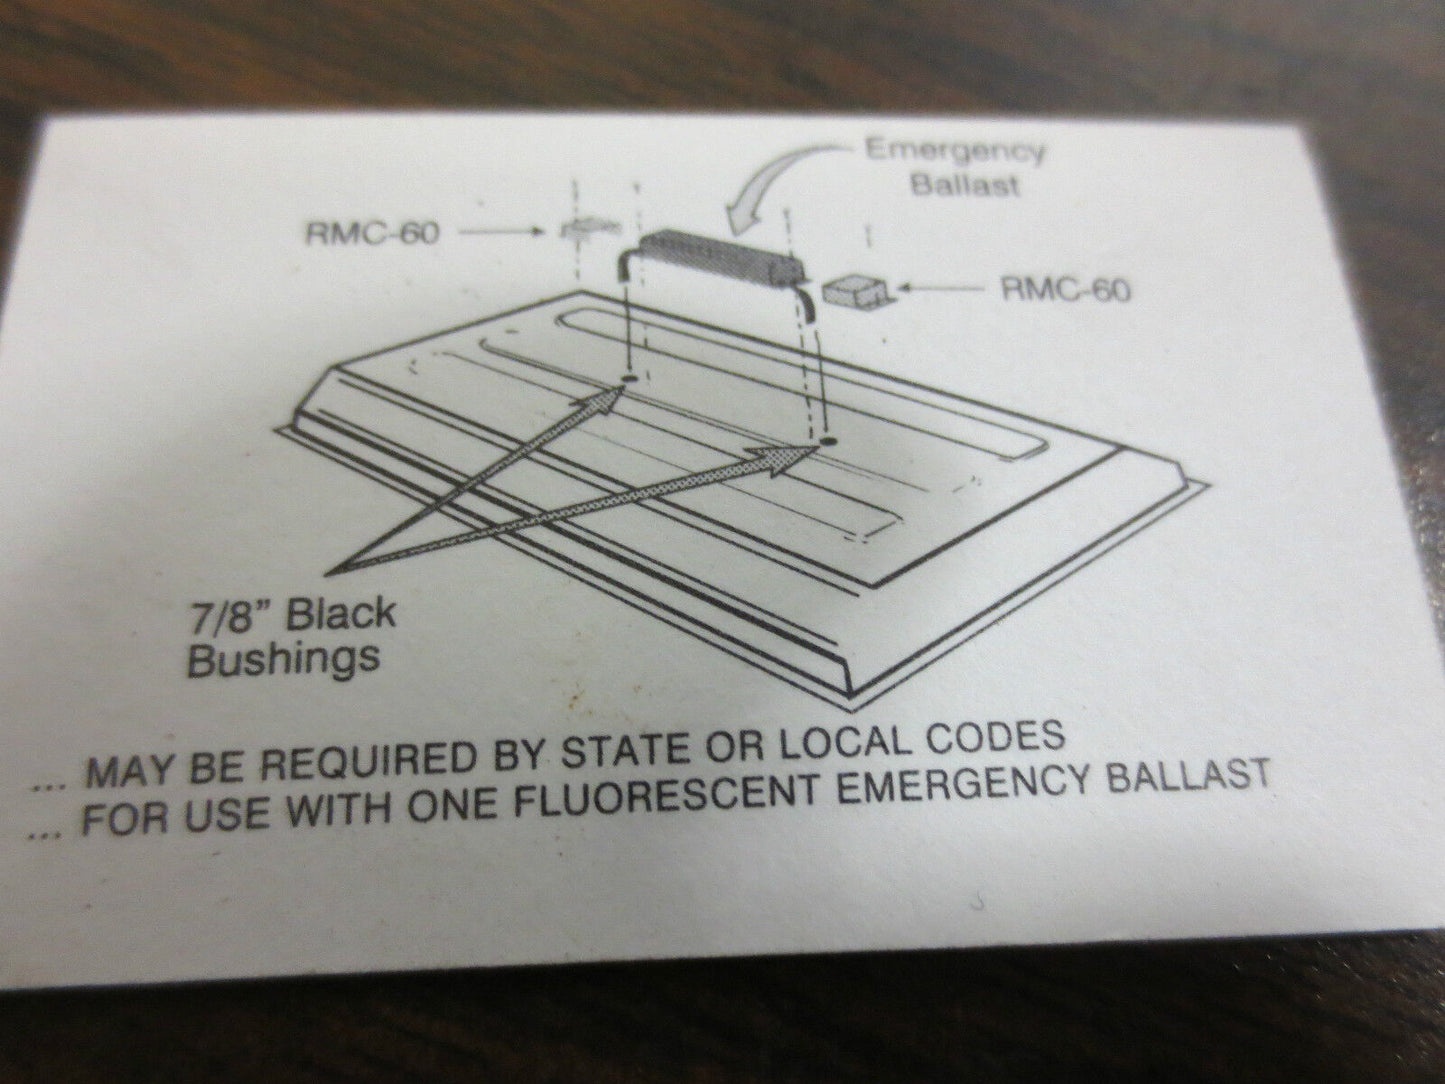 Emergency
Ballast
RMC-60
RMC-60
7/8” Black
Bushings
... MAY BE REQUIRED BY STATE OR LOCAL CODES
... FOR USE WITH ONE FLUORESCENT EMERGENCY BALLAST